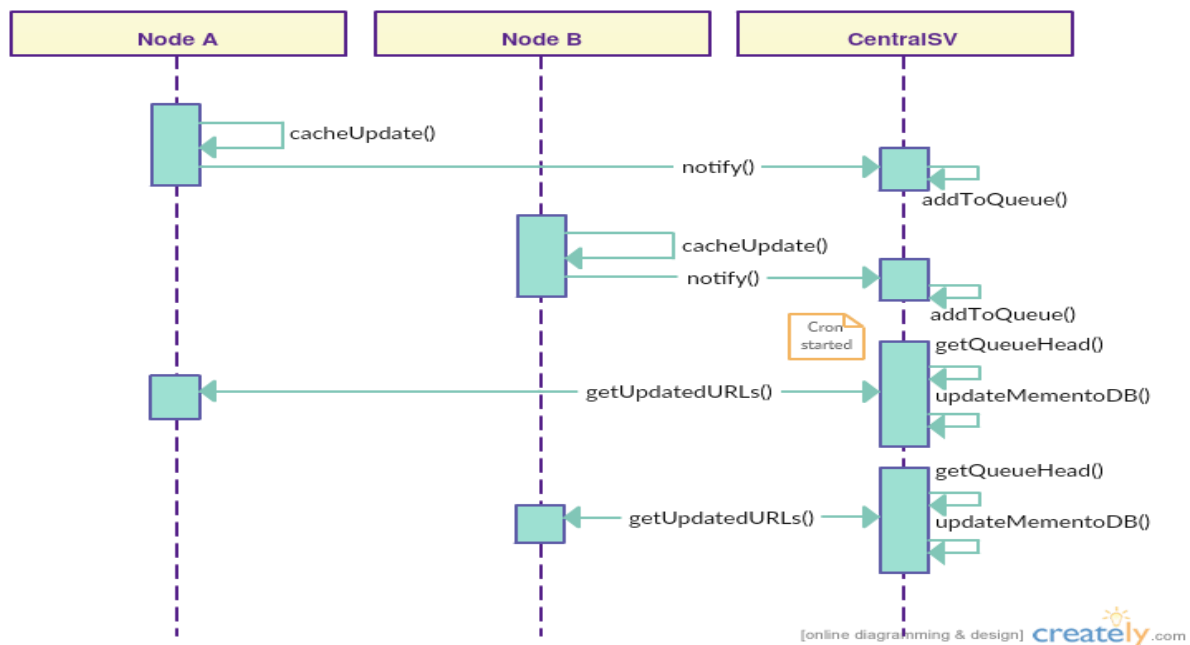 Node A
Node B
CentralSV
cacheUpdate()
notify()
addToQueue()
cacheUpdate()
notify()
addToQueue()
Cron
started
getQueueHead()
getUpdatedURLs()
updateMementoDB()
getQueueHead()
getUpdatedURLs()
updateMementoDB()
[online diagramming & design] creately.com